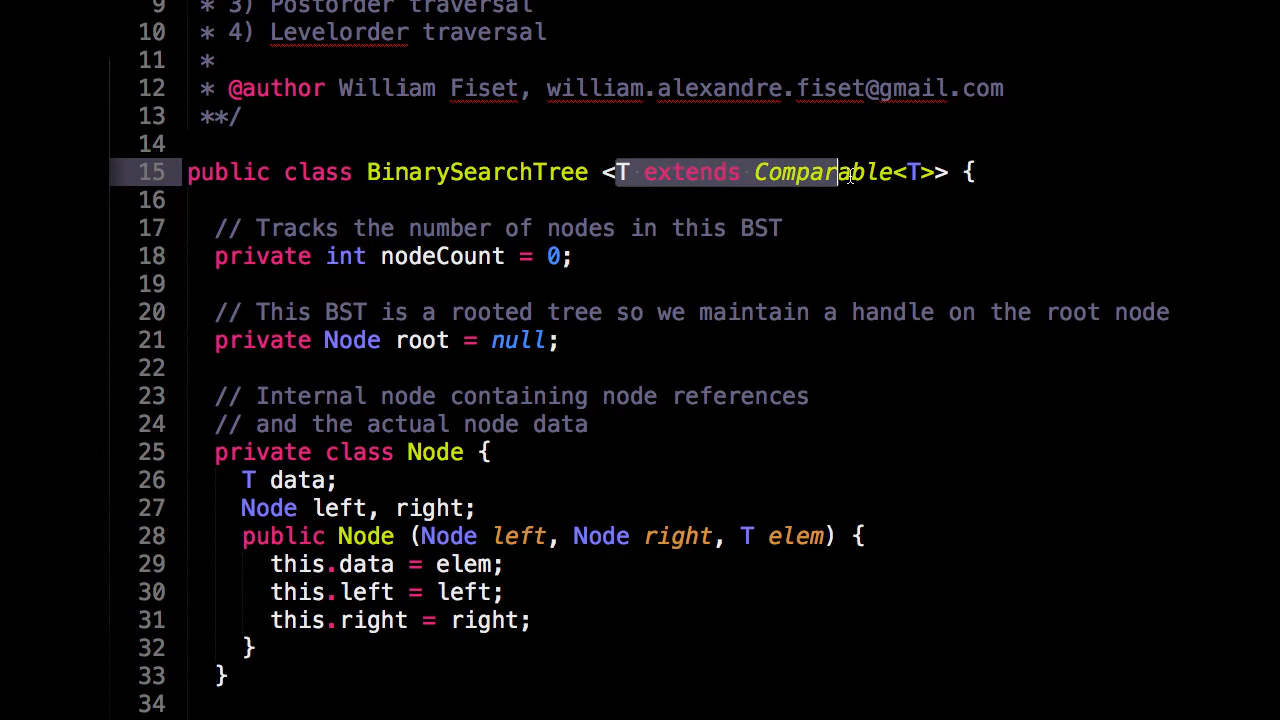 9 * 3) Postorder traversal
10 * 4) Levelorder traversal
11 *
12 * @author William Fiset, william.alexandre.fiset@gmail.com
13 **/
14
15 public class BinarySearchTree <T extends Comparable<T>> {
16
17 // Tracks the number of nodes in this BST
18 private int nodeCount = 0;
19
20 // This BST is a rooted tree so we maintain a handle on the root node
21 private Node root = null;
22
23 // Internal node containing node references
24 // and the actual node data
25 private class Node {
26 T data;
27 Node left, right;
28 public Node (Node left, Node right, T elem) {
29 this.data = elem;
30 this.left = left;
31 this.right = right;
32 }
33 }
34